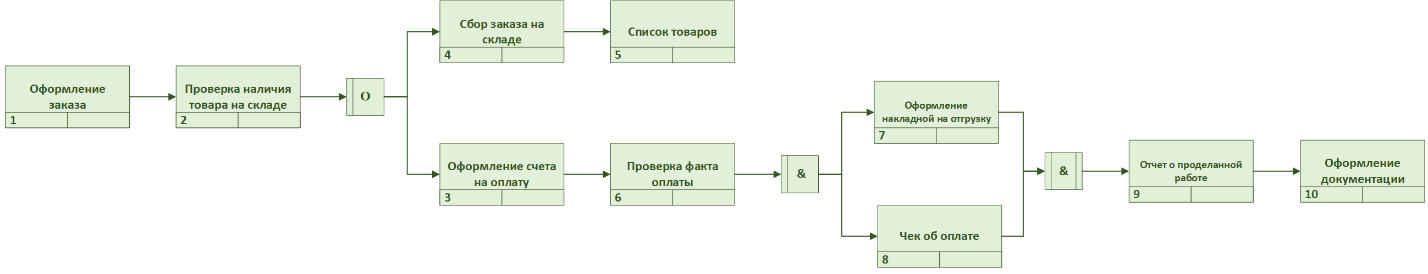 Оформление
заказа
1
Проверка наличия
товара на складе
2
O
Сбор заказа на
складе
4
Список товаров
5
Оформление счета
на оплату
3
Проверка факта
оплаты
6
&
Оформление
накладной на отгрузку
7
Чек об оплате
8
&
Отчет о проделанной
работе
9
Оформление
документации
10